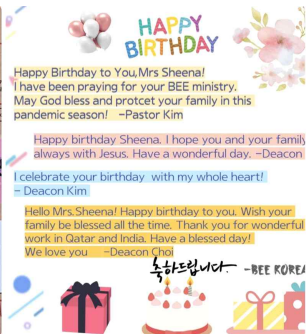 HAPPY
BIRTHDAY
Happy Birthday to You,Mrs Sheena!
I have been praying for your BEE ministry.
May God bless and protcet your family in this
pandemic season! -Pastor Kim
Happy birthday Sheena. I hope you and your family
always with Jesus. Have a wonderful day. -Deacon
I celebrate your birthday with my whole heart!
- Deacon Kim
Hello Mrs.Sheena! Happy birthday to you. Wish your
family be blessed all the time. Thank you for wonderful
work in Qatar and India. Have a blessed day!
We love you -Deacon Choi
축하드립니다 -BEE KOREA